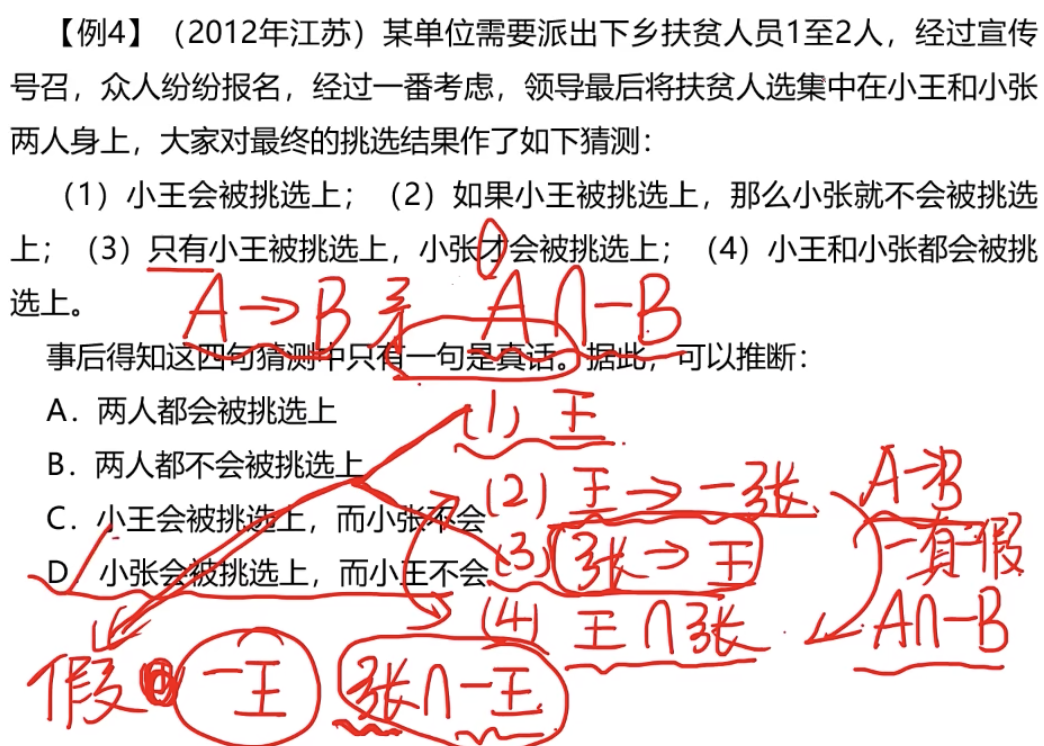 【例4】（2012年江苏）某单位需要派出下乡扶贫人员1至2人，经过宣传
号召，众人纷纷报名，经过一番考虑，领导最后将扶贫人选集中在小王和小张
两人身上，大家对最终的挑选结果作了如下猜测：
（1）小王会被挑选上；（2）如果小王被挑选上，那么小张就不会被挑选
上；（3）只有小王被挑选上，小张才会被挑选上；（4）小王和小张都会被挑
选上。
A→B A∩-B
事后得知这四句猜测中只有一句是真话。据此，可以推断：
A．两人都会被挑选上
(1) 王
B．两人都不会被挑选上
(2) 王→-张 A→B
C．小王会被挑选上，而小张不会
(3) 张→王 一真一假
D．小张会被挑选上，而小王不会
(4) 王∩张 A∩-B
假 -王 张∩-王